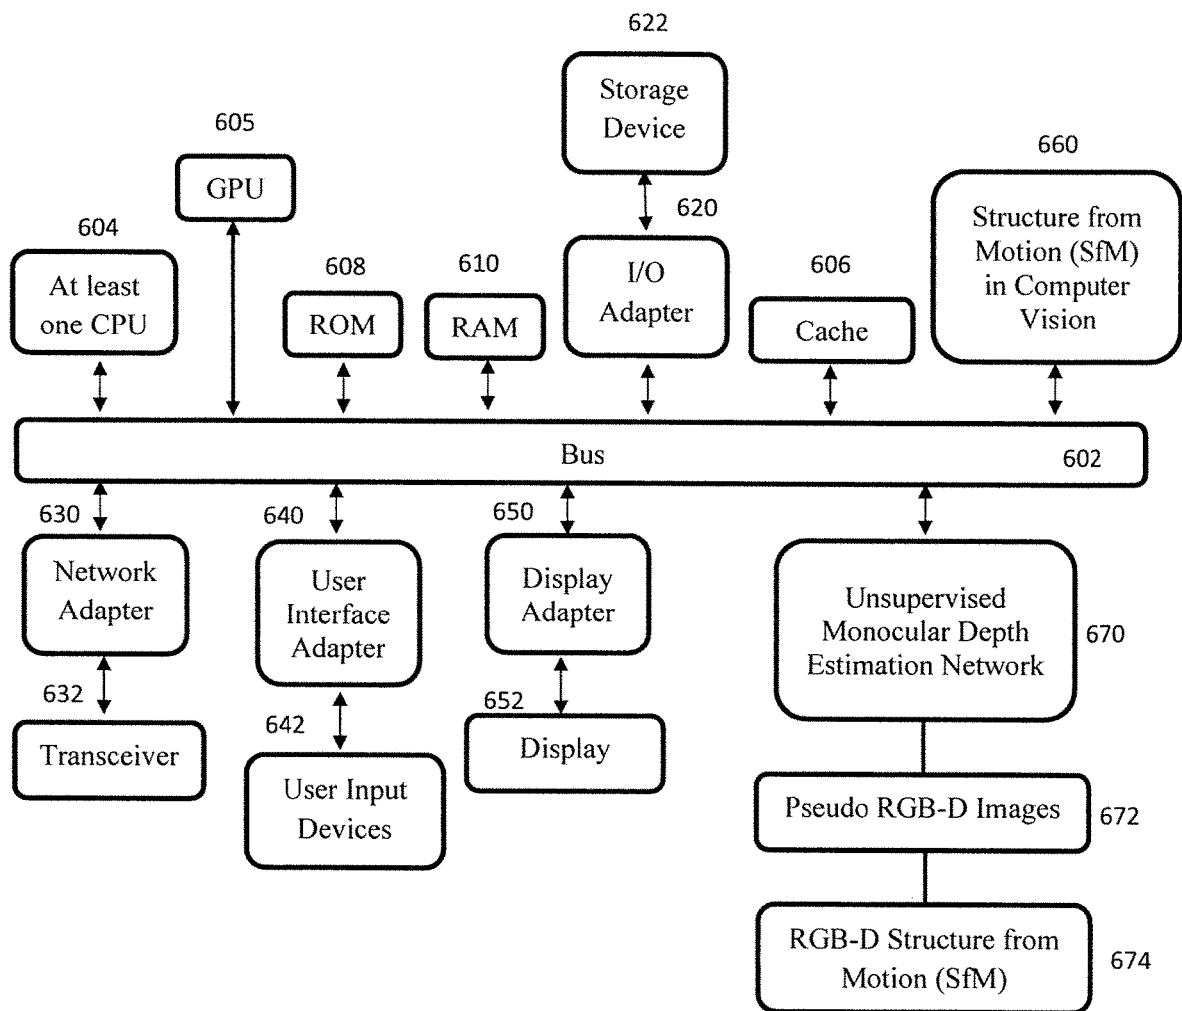 622
Storage
Device
605
GPU
660
Structure from
Motion (SfM)
in Computer
Vision
604
At least
one CPU
620
I/O
Adapter
608
ROM
610
RAM
606
Cache
Bus
602
630
Network
Adapter
640
User
Interface
Adapter
650
Display
Adapter
Unsupervised
Monocular Depth
Estimation Network
670
632
Transceiver
642
User Input
Devices
652
Display
Pseudo RGB-D Images
672
RGB-D Structure from
Motion (SfM)
674